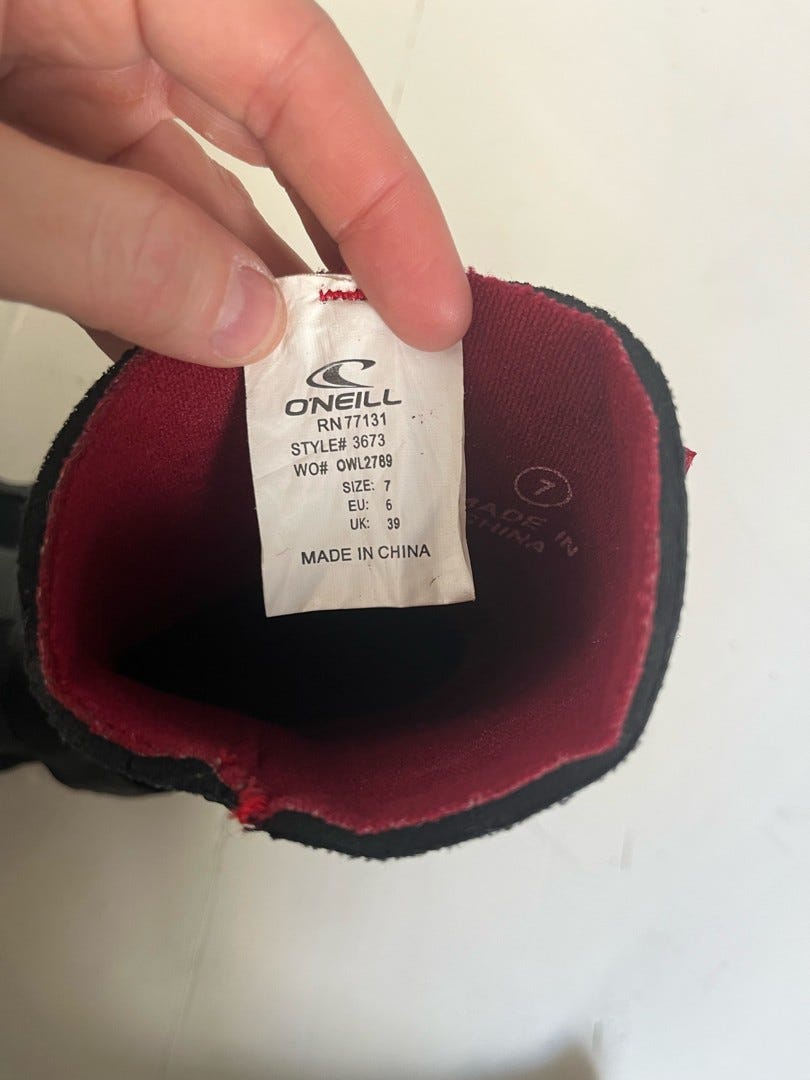 O'NEILL
RN 77131
STYLE# 3673
WO# OWL2789
SIZE: 7
EU: 6
UK: 39
MADE IN CHINA
7
MADE IN
CHINA